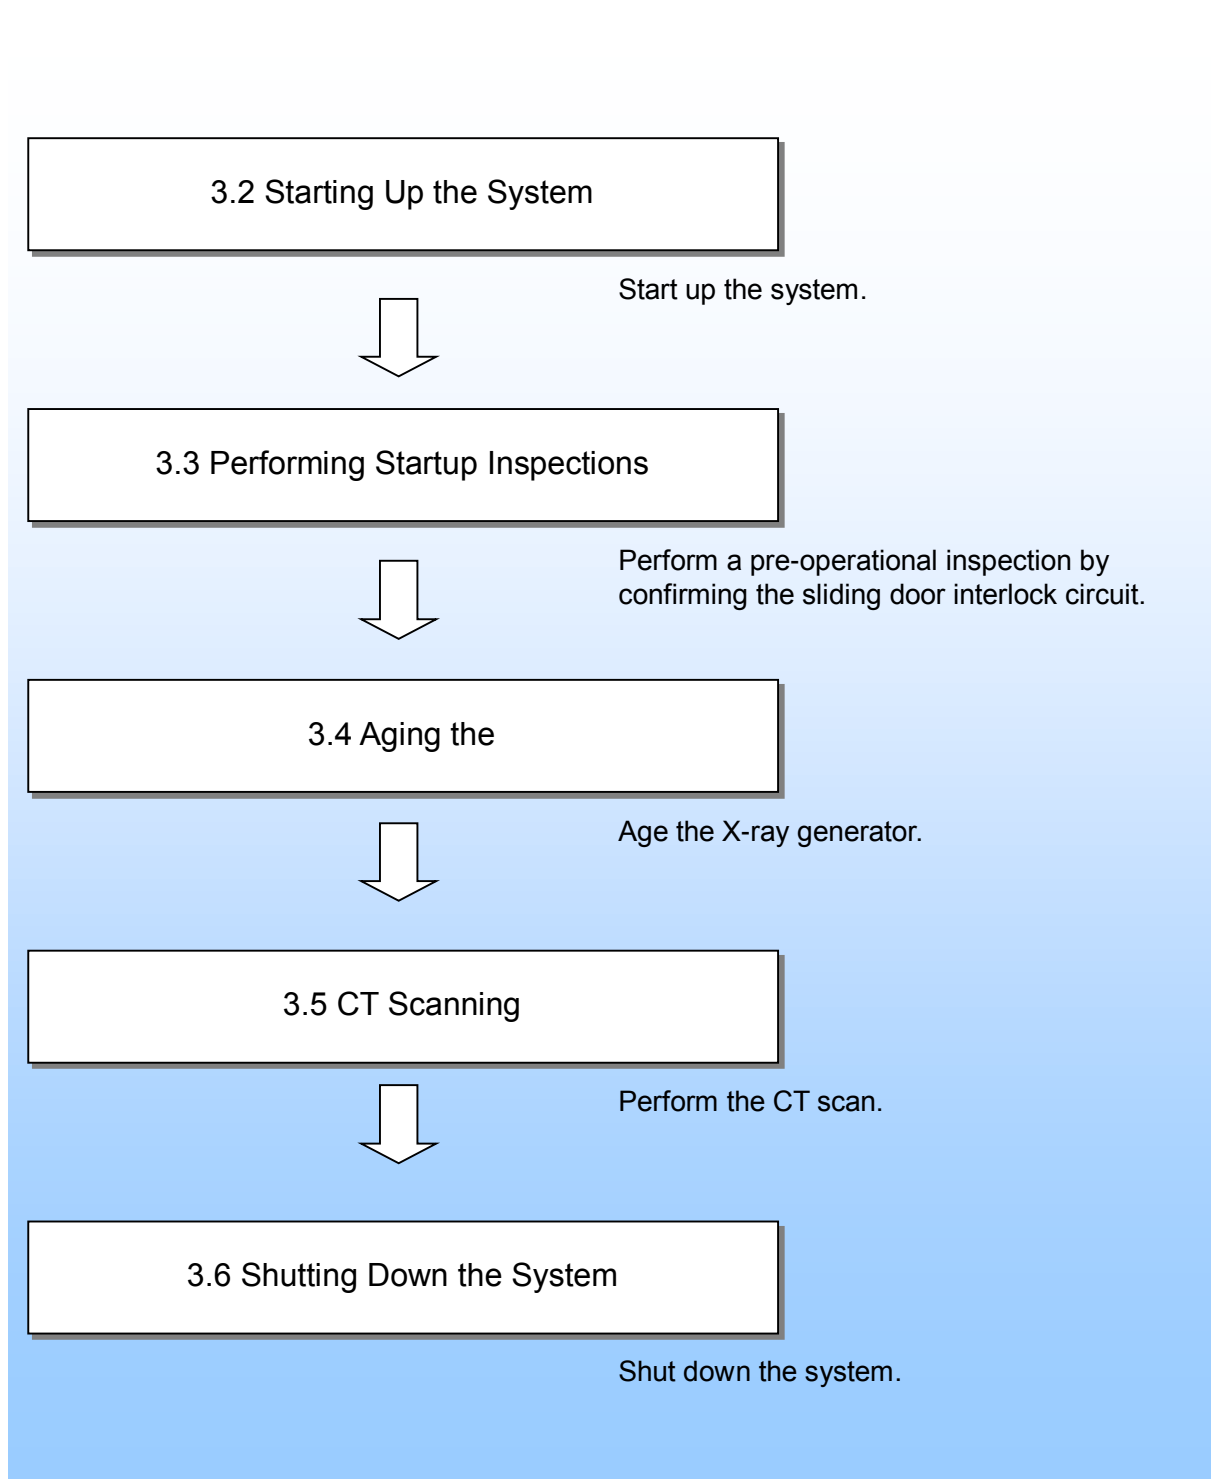 3.2 Starting Up the System
Start up the system.
3.3 Performing Startup Inspections
Perform a pre-operational inspection by
confirming the sliding door interlock circuit.
3.4 Aging the
Age the X-ray generator.
3.5 CT Scanning
Perform the CT scan.
3.6 Shutting Down the System
Shut down the system.